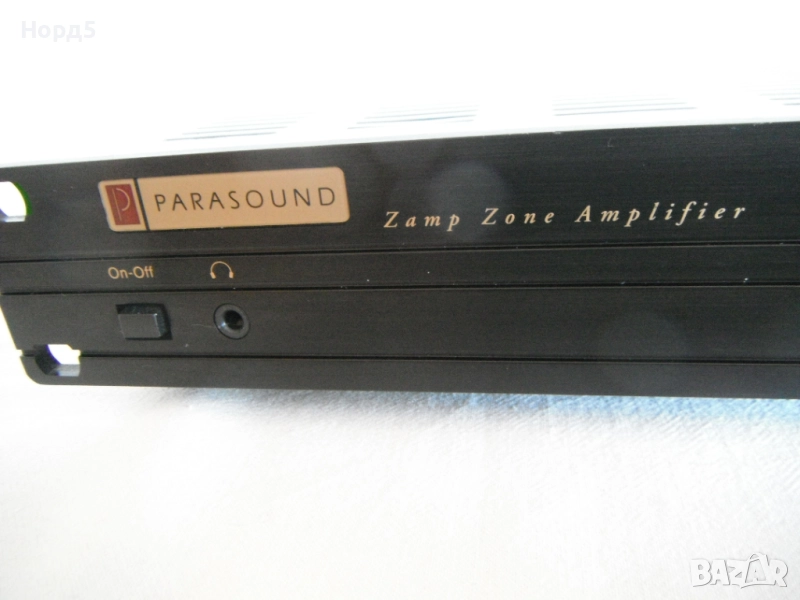 Норд5
P PARASOUND
Zamp Zone Amplifier
On-Off
BAZAR